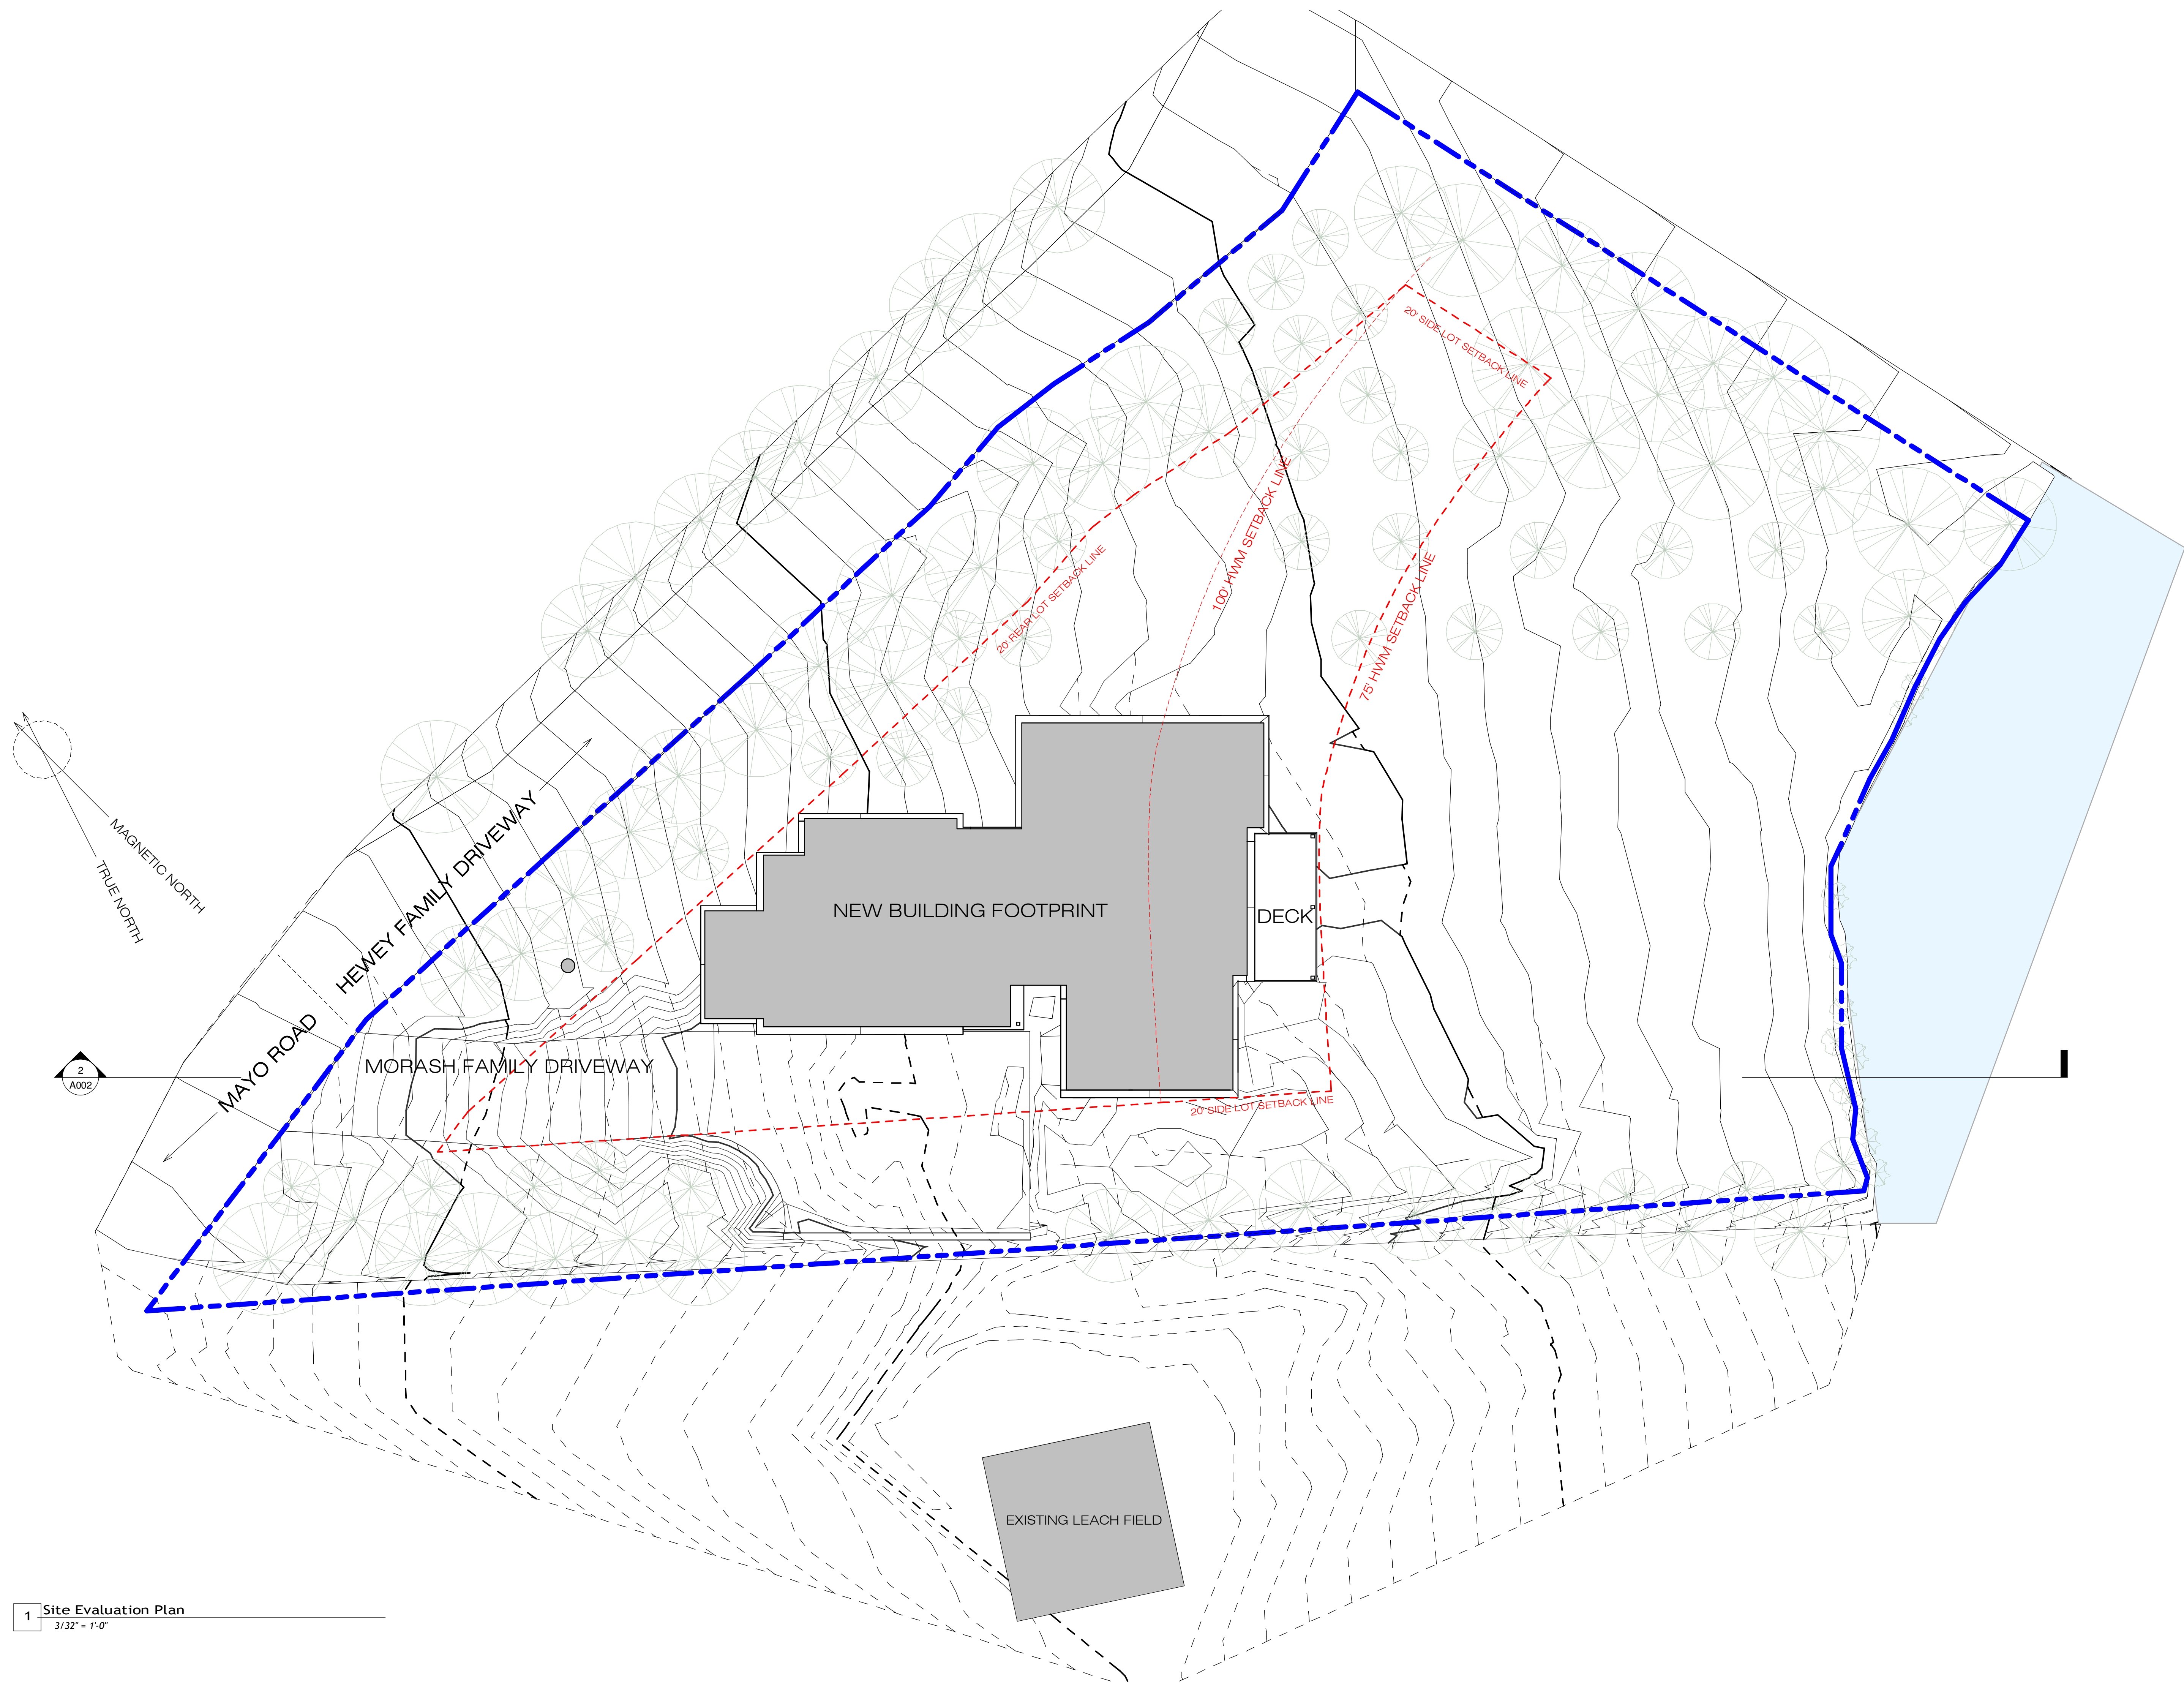 20' SIDE LOT SETBACK LINE
100' HWM SETBACK LINE
20' REAR LOT SETBACK LINE
75' HWM SETBACK LINE
MAGNETIC NORTH
TRUE NORTH
HEWEY FAMILY DRIVEWAY
MAYO ROAD
NEW BUILDING FOOTPRINT
DECK
MORASH FAMILY DRIVEWAY
2
A002
20' SIDE LOT SETBACK LINE
EXISTING LEACH FIELD
1
Site Evaluation Plan
3/32" = 1'-0"